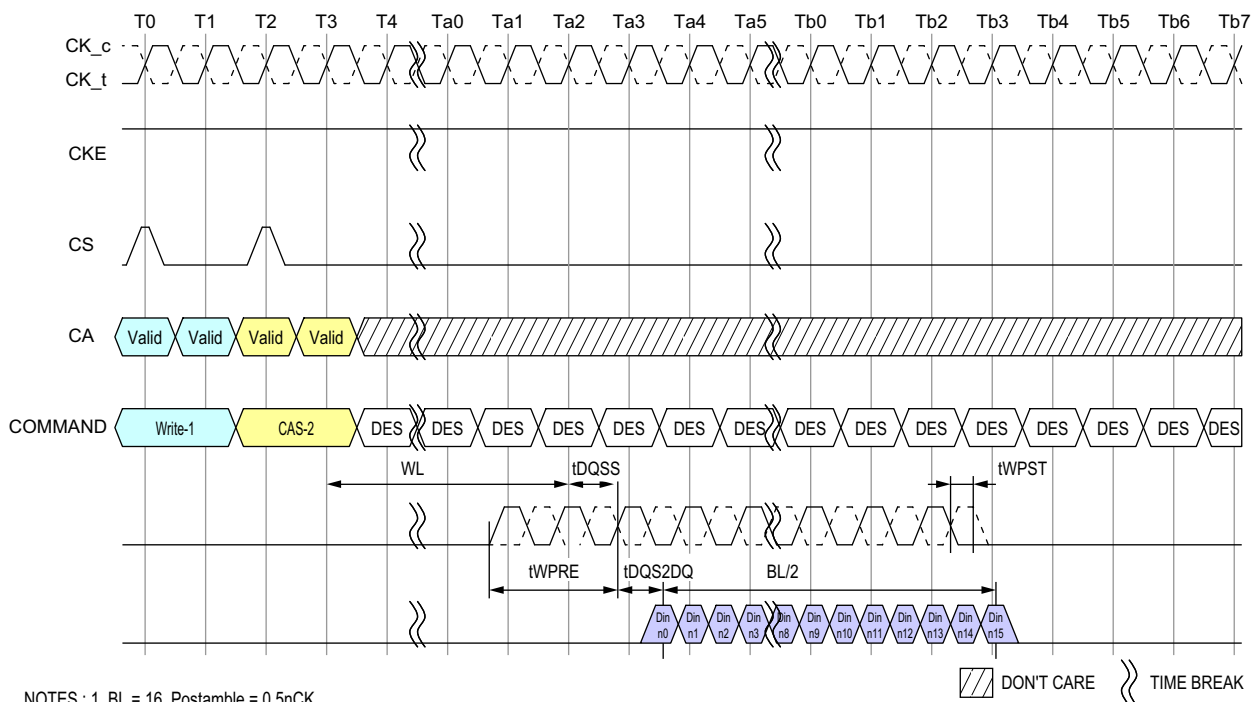 T0 T1 T2 T3 T4 Ta0 Ta1 Ta2 Ta3 Ta4 Ta5 Tb0 Tb1 Tb2 Tb3 Tb4 Tb5 Tb6 Tb7
CK_c
CK_t
CKE
CS
CA Valid Valid Valid Valid
COMMAND Write-1 CAS-2 DES DES DES DES DES DES DES DES DES DES DES DES DES DES DES
WL tDQSS tWPST
tWPRE tDQS2DQ BL/2
Din n0 Din n1 Din n2 Din n3 Din n8 Din n9 Din n10 Din n11 Din n12 Din n13 Din n14 Din n15
DON'T CARE TIME BREAK
NOTES : 1. BL = 16, Postamble = 0.5nCK